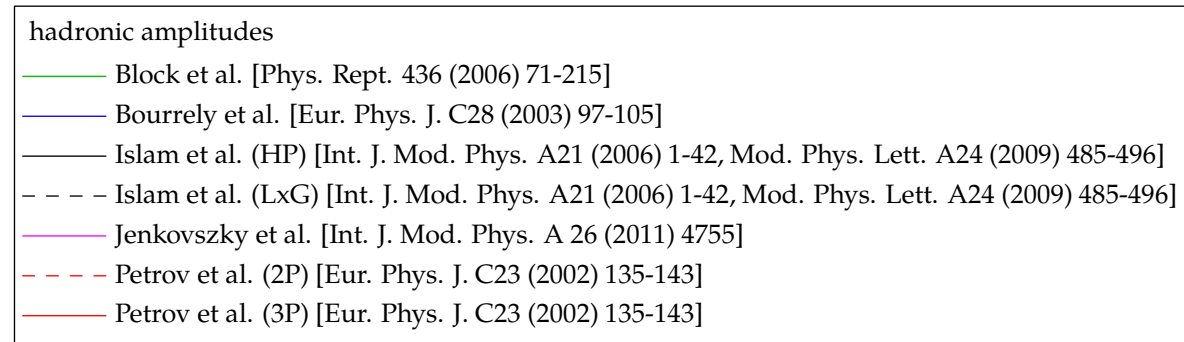 hadronic amplitudes
Block et al. [Phys. Rept. 436 (2006) 71-215]
Bourrely et al. [Eur. Phys. J. C28 (2003) 97-105]
Islam et al. (HP) [Int. J. Mod. Phys. A21 (2006) 1-42, Mod. Phys. Lett. A24 (2009) 485-496]
Islam et al. (LxG) [Int. J. Mod. Phys. A21 (2006) 1-42, Mod. Phys. Lett. A24 (2009) 485-496]
Jenkovszky et al. [Int. J. Mod. Phys. A 26 (2011) 4755]
Petrov et al. (2P) [Eur. Phys. J. C23 (2002) 135-143]
Petrov et al. (3P) [Eur. Phys. J. C23 (2002) 135-143]